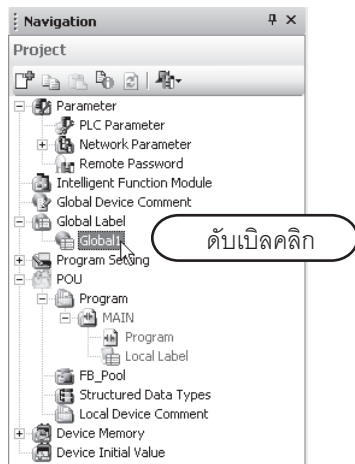 Navigation
Project
Parameter
PLC Parameter
Network Parameter
Remote Password
Intelligent Function Module
Global Device Comment
Global Label
Global1
ดับเบิลคลิก
Program Setting
POU
Program
MAIN
Program
Local Label
FB_Pool
Structured Data Types
Local Device Comment
Device Memory
Device Initial Value